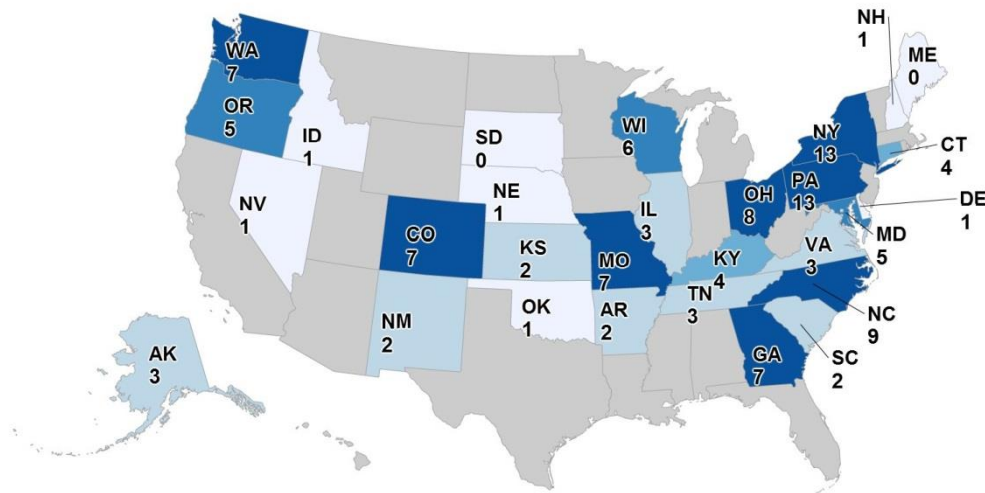 NH
1
ME
0
WA
7
OR
5
ID
1
SD
0
WI
6
NY
13
CT
4
NV
1
NE
1
IL
3
OH
8
PA
13
DE
1
CO
7
KS
2
MO
7
KY
4
VA
3
MD
5
NM
2
OK
1
AR
2
TN
3
NC
9
AK
3
GA
7
SC
2